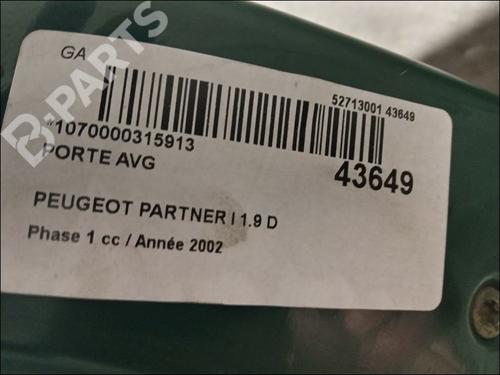 GA
52713001 43649
*1070000315913
PORTE AVG
43649
PEUGEOT PARTNER I 1.9 D
Phase 1 cc / Année 2002
B-PARTS